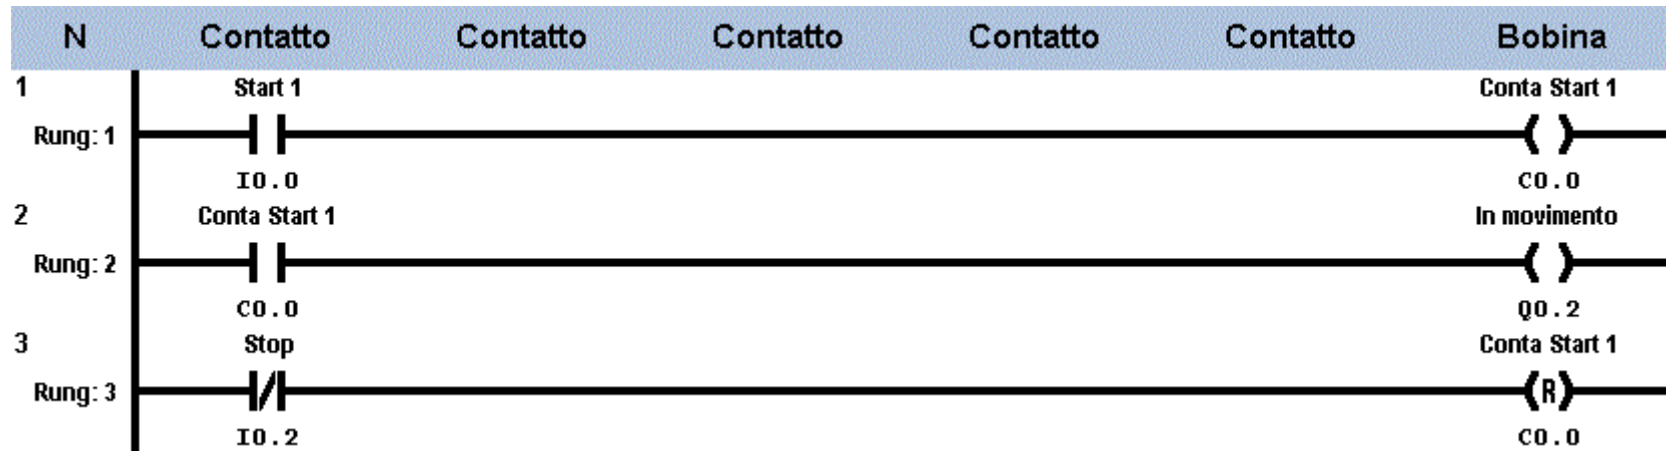 N Contatto Contatto Contatto Contatto Contatto Bobina
1 Start 1 Conta Start 1
Rung: 1
I0.0 C0.0
2 Conta Start 1 In movimento
Rung: 2
C0.0 Q0.2
3 Stop Conta Start 1
Rung: 3 R
I0.2 C0.0